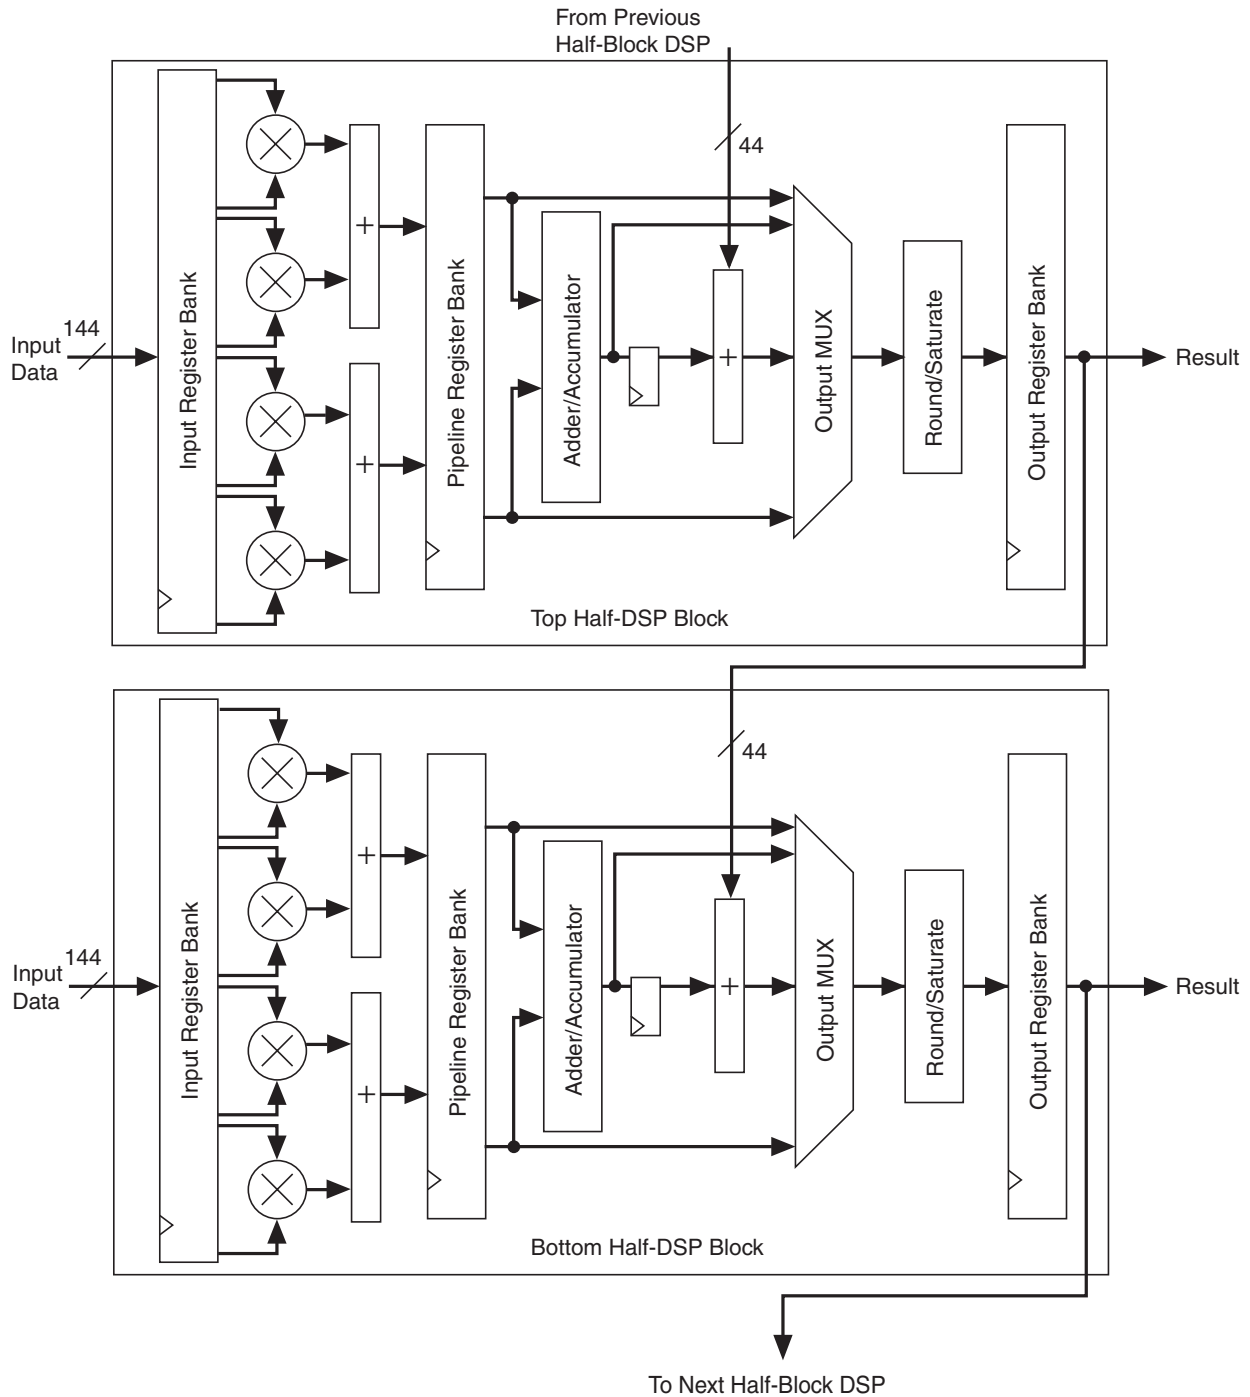 From Previous
Half-Block DSP
44
144
Input
Data
Input Register Bank
+
+
Pipeline Register Bank
Adder/Accumulator
+
Output MUX
Round/Saturate
Output Register Bank
Result
Top Half-DSP Block
44
144
Input
Data
Input Register Bank
+
+
Pipeline Register Bank
Adder/Accumulator
+
Output MUX
Round/Saturate
Output Register Bank
Result
Bottom Half-DSP Block
To Next Half-Block DSP